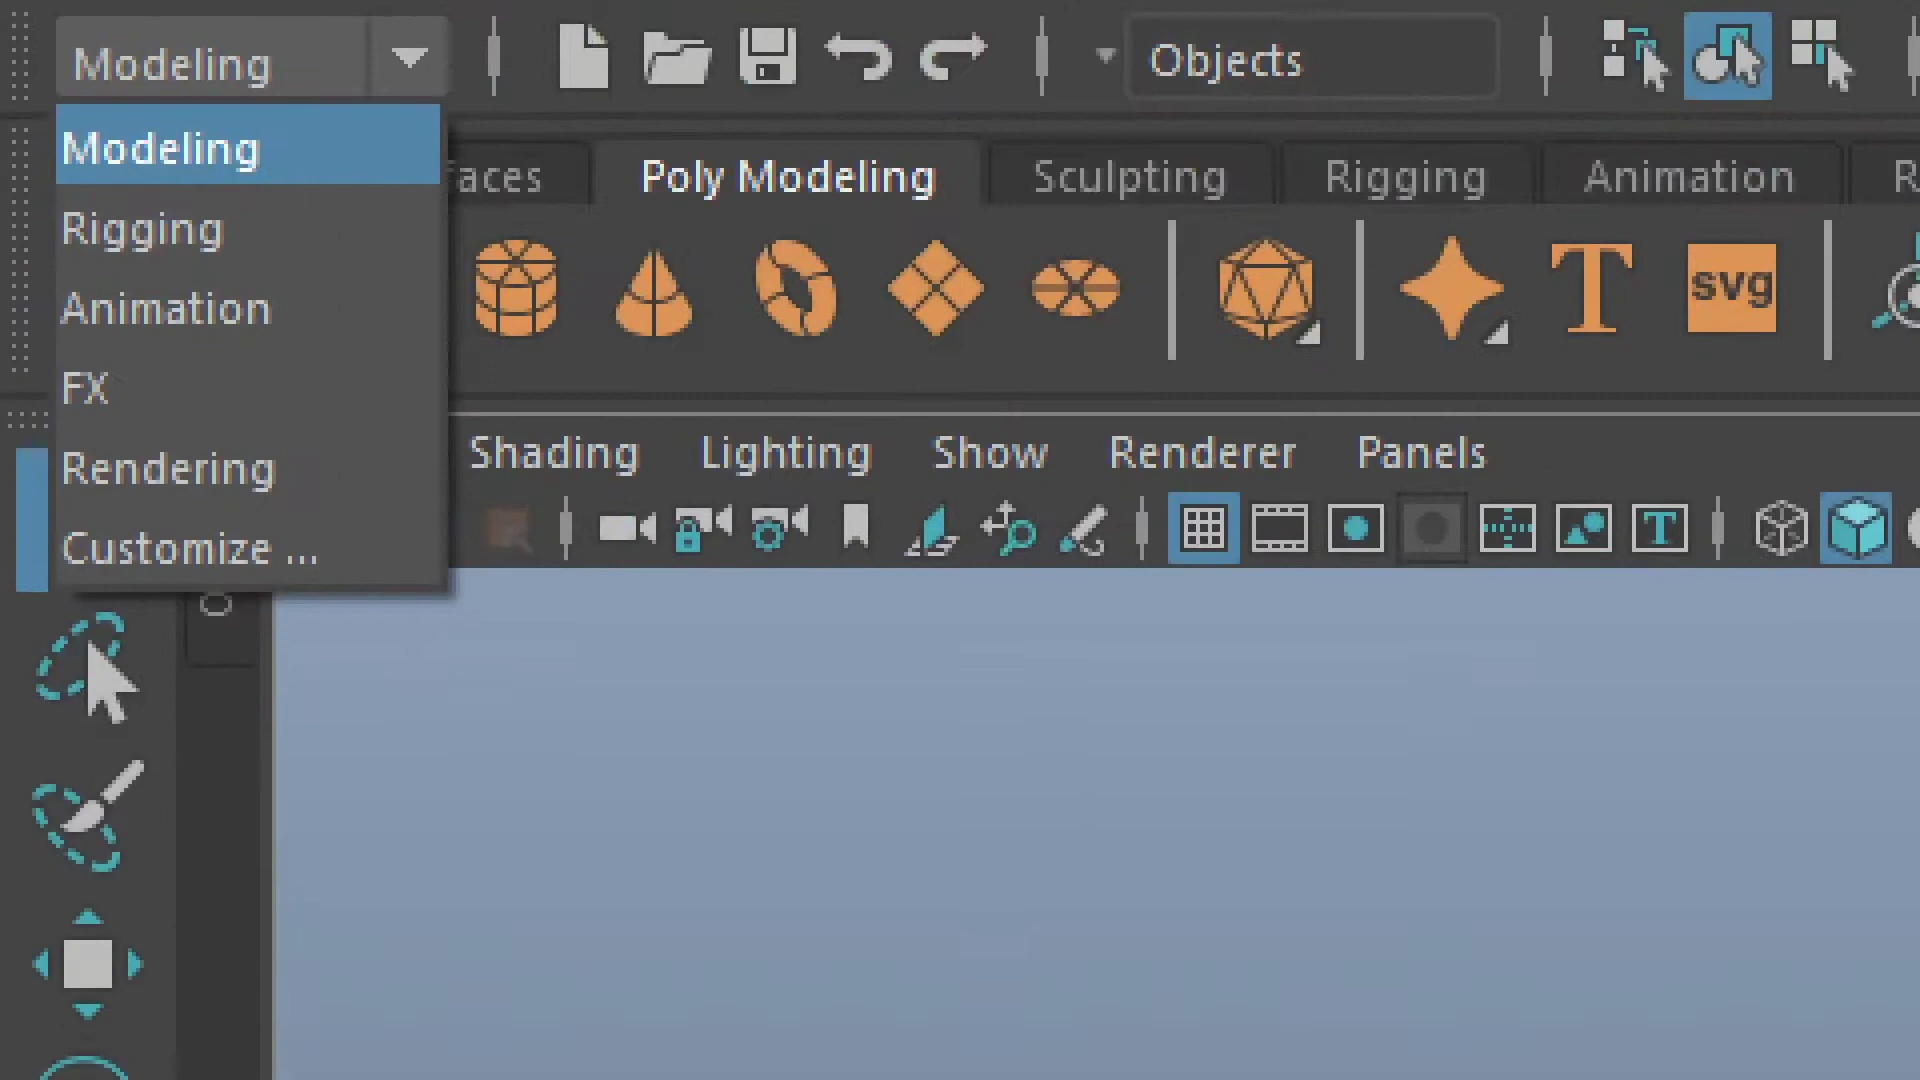 Modeling
Objects
Modeling
Rigging
Animation
FX
Rendering
Customize ...
faces
Poly Modeling
Sculpting
Rigging
Animation
R
T
svg
Shading
Lighting
Show
Renderer
Panels
T